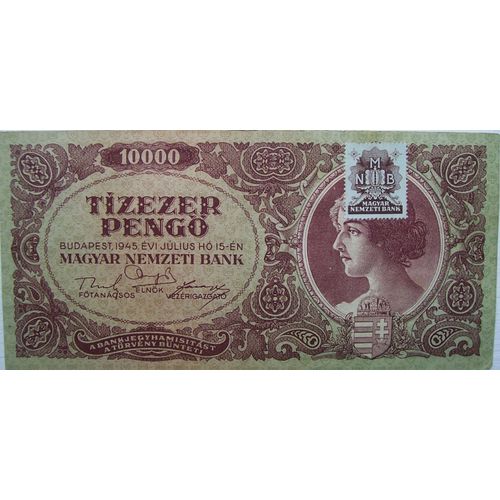 10000
TÍZEZER
PENGŐ
BUDAPEST, 1945. ÉVI JÚLIUS HÓ 15-ÉN
MAGYAR NEMZETI BANK
FŐTANÁCSOS
ELNÖK
VEZÉRIGAZGATÓ
A BANKJEGYHAMISITÁST
A TÖRVÉNY BÜNTETI
M
N B
MAGYAR
NEMZETI BANK